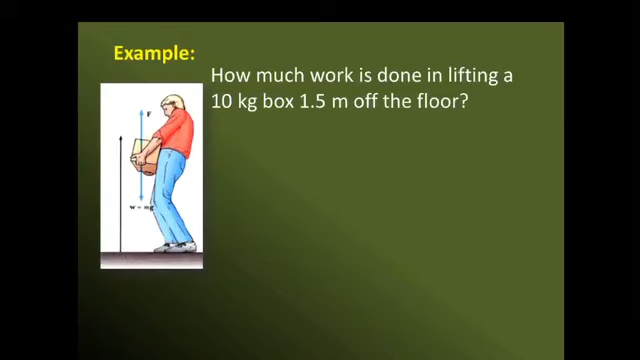 Example:
How much work is done in lifting a
10 kg box 1.5 m off the floor?
F
w = mg